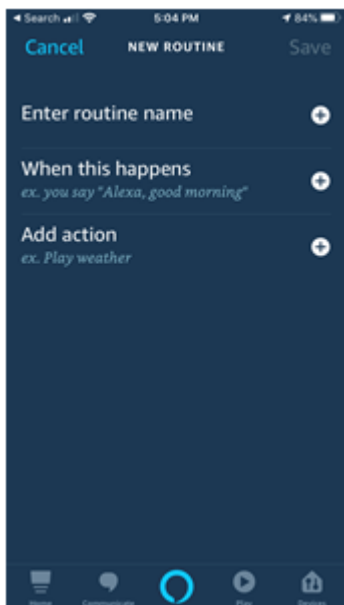 Search
5:04 PM
84%
Cancel
NEW ROUTINE
Save
Enter routine name
When this happens
ex. you say "Alexa, good morning"
Add action
ex. Play weather
Home
Communicate
Play
Devices